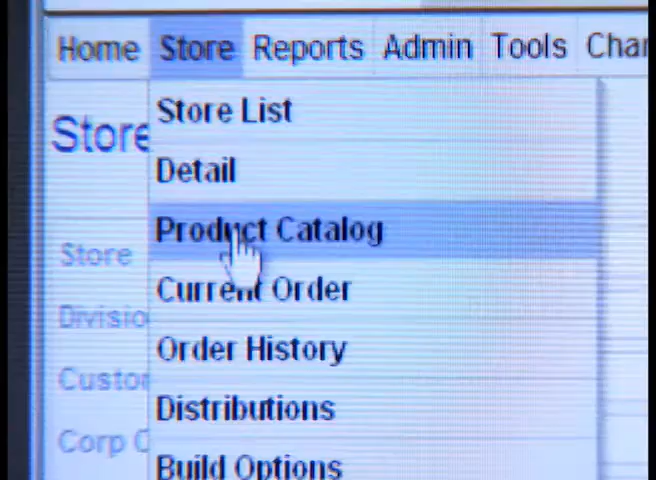 Home Store Reports Admin Tools
Store
Store List
Detail
Product Catalog
Store
Current Order
Order History
Distributions
Build Options